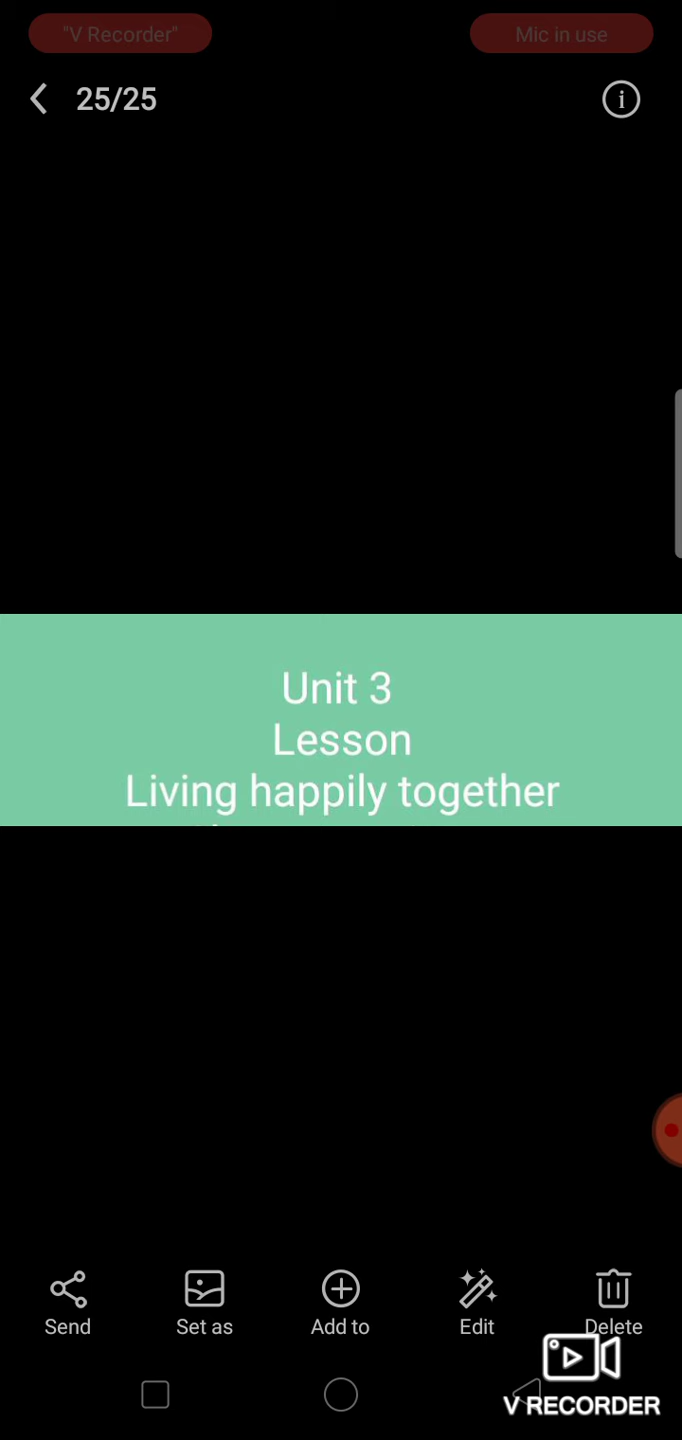 "V Recorder"
Mic in use
25/25
Unit 3
Lesson
Living happily together
Send
Set as
Add to
Edit
Delete
V RECORDER